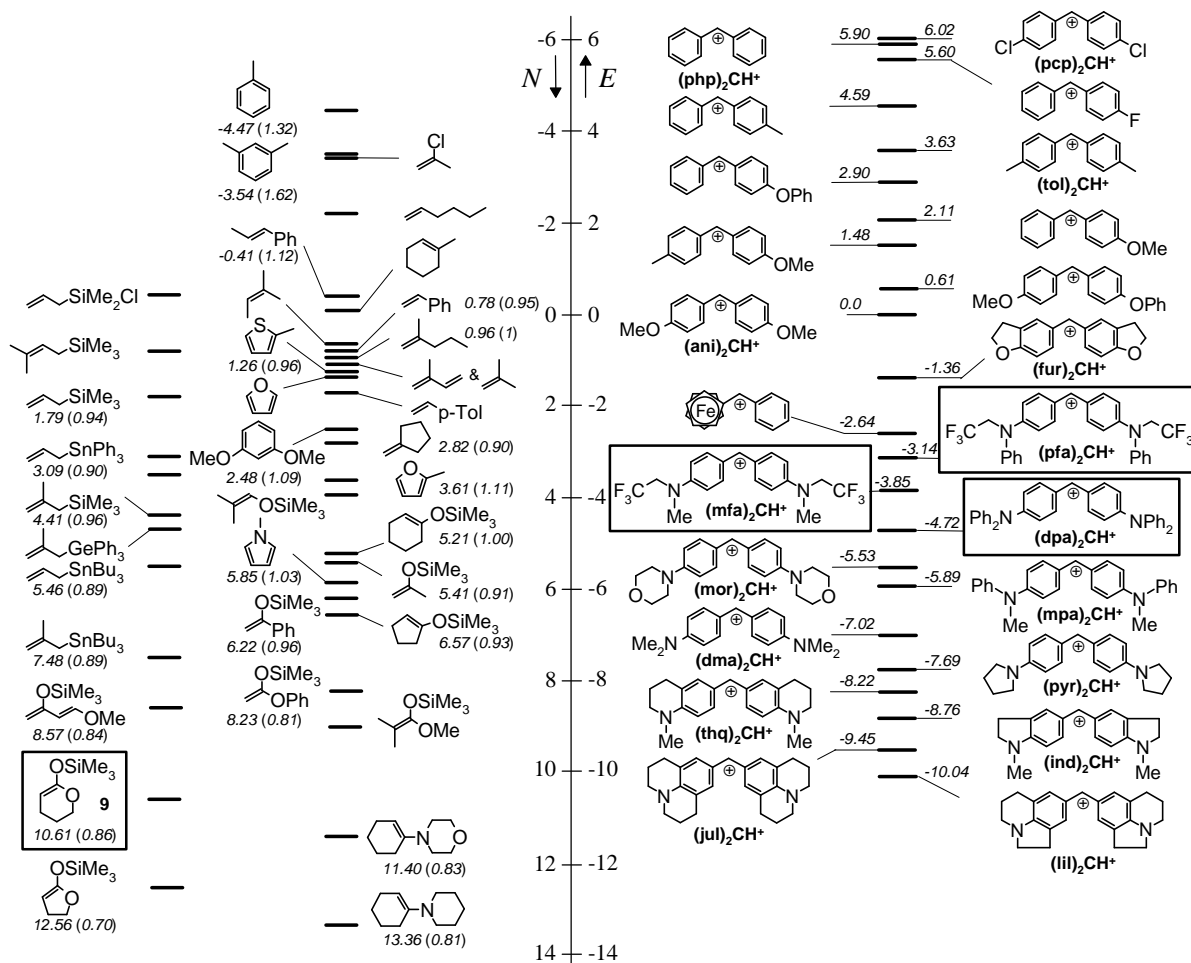 -6 6
N E
-4 4
-2 2
0 0
2 -2
4 -4
6 -6
8 -8
10 -10
12 -12
14 -14
-4.47 (1.32)
Cl
-3.54 (1.62)
Ph
-0.41 (1.12)
SiMe2Cl
Ph 0.78 (0.95)
S
0.96 (1)
SiMe3
1.26 (0.96)
&
O
SiMe3
1.79 (0.94)
p-Tol
MeO OMe
2.48 (1.09)
2.82 (0.90)
SnPh3
3.09 (0.90)
O
3.61 (1.11)
SiMe3
4.41 (0.96)
OSiMe3
N
OSiMe3
5.21 (1.00)
GePh3
5.85 (1.03)
OSiMe3
5.41 (0.91)
SnBu3
5.46 (0.89)
OSiMe3
Ph
6.22 (0.96)
OSiMe3
6.57 (0.93)
SnBu3
7.48 (0.89)
OSiMe3
OPh
8.23 (0.81)
OSiMe3
OMe
8.57 (0.84)
OSiMe3
OMe
OSiMe3
O 9
10.61 (0.86)
N O
11.40 (0.83)
OSiMe3
O
12.56 (0.70)
N
13.36 (0.81)
5.90
(php)2CH+
6.02
Cl Cl
(pcp)2CH+
5.60
F
4.59
3.63
(tol)2CH+
2.90
OPh
2.11
OMe
1.48
OMe
0.61
MeO OPh
0.0
MeO OMe
(ani)2CH+
-1.36
O O
(fur)2CH+
Fe
-2.64
-3.14
F3C N Ph N Ph CF3
(pfa)2CH+
-3.85
F3C N Me N Me CF3
(mfa)2CH+
-4.72
Ph2N NPh2
(dpa)2CH+
-5.53
N O N O
(mor)2CH+
-5.89
Ph N Me Ph N Me
(mpa)2CH+
-7.02
Me2N NMe2
(dma)2CH+
-7.69
N N
(pyr)2CH+
-8.22
N Me N Me
(thq)2CH+
-8.76
N Me N Me
(ind)2CH+
-9.45
N N
(jul)2CH+
-10.04
N N
(lil)2CH+